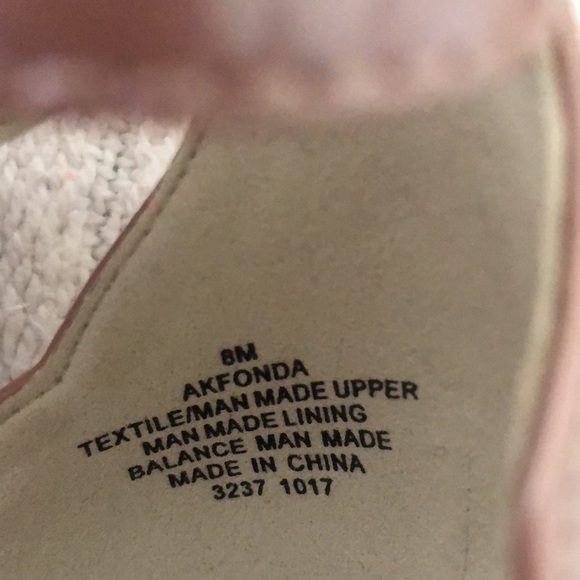 8M
AKFONDA
TEXTILE/MAN MADE UPPER
MAN MADE LINING
BALANCE MAN MADE
MADE IN CHINA
3237 1017